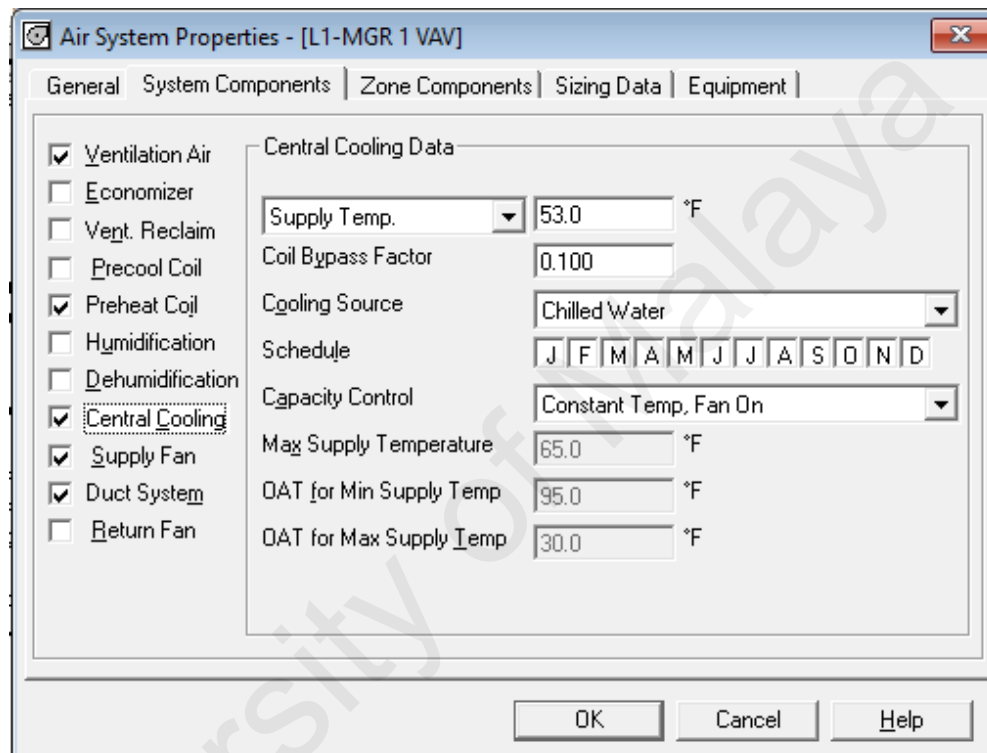 Air System Properties - [L1-MGR 1 VAV]
General System Components Zone Components Sizing Data Equipment
Ventilation Air
Economizer
Vent. Reclaim
Precool Coil
Preheat Coil
Humidification
Dehumidification
Central Cooling
Supply Fan
Duct System
Return Fan
Central Cooling Data
Supply Temp. 53.0 °F
Coil Bypass Factor 0.100
Cooling Source Chilled Water
Schedule J F M A M J J A S O N D
Capacity Control Constant Temp, Fan On
Max Supply Temperature 65.0 °F
OAT for Min Supply Temp 95.0 °F
OAT for Max Supply Temp 30.0 °F
OK Cancel Help
rsity of Malaya